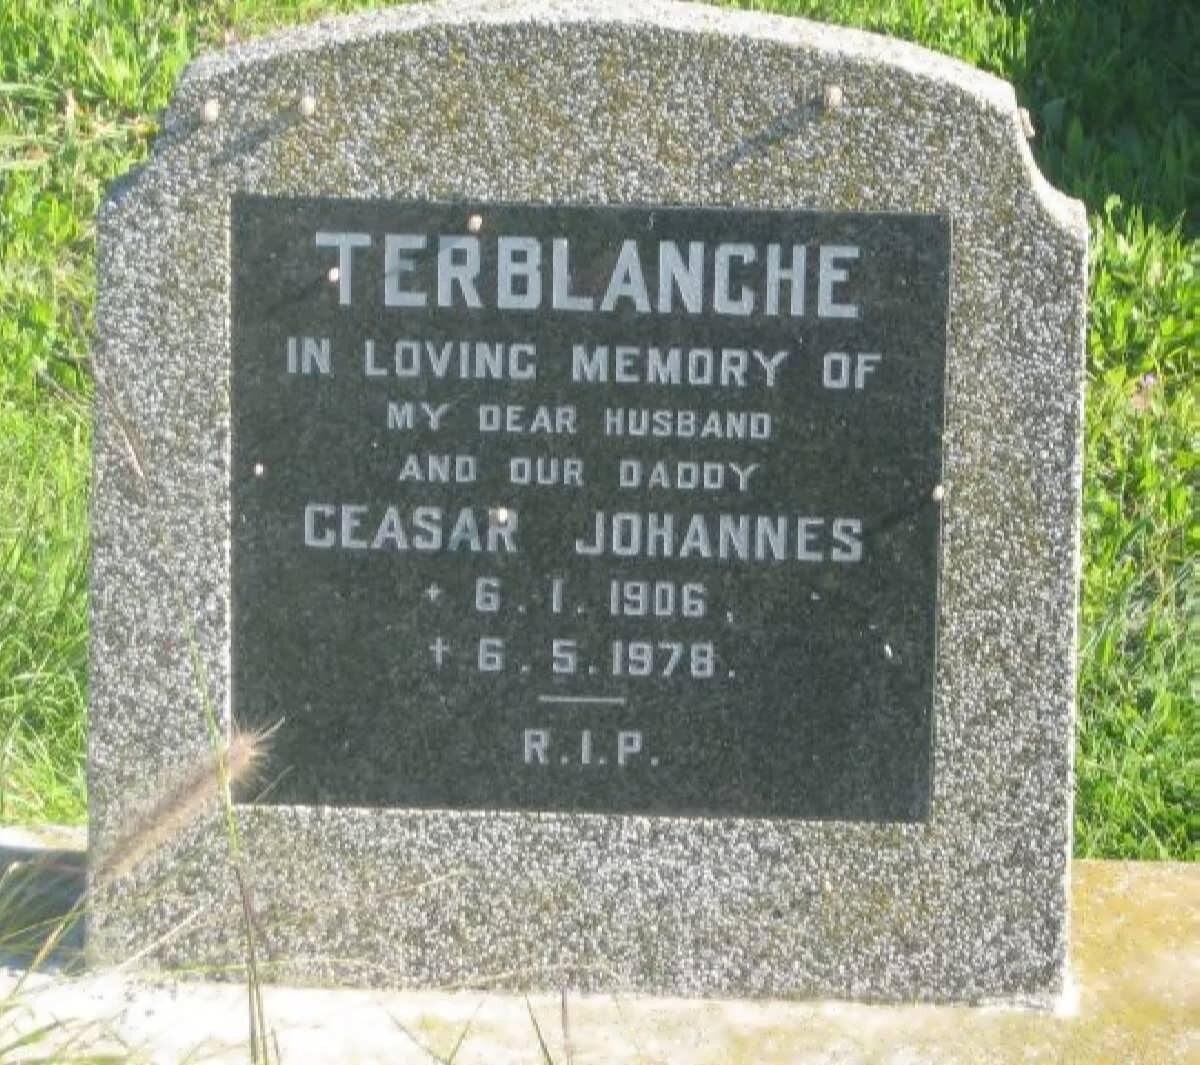 TERBLANCHE
IN LOVING MEMORY OF
MY DEAR HUSBAND
AND OUR DADDY
CEASAR JOHANNES
+ 6.1.1906.
† 6.5.1978.
R.I.P.